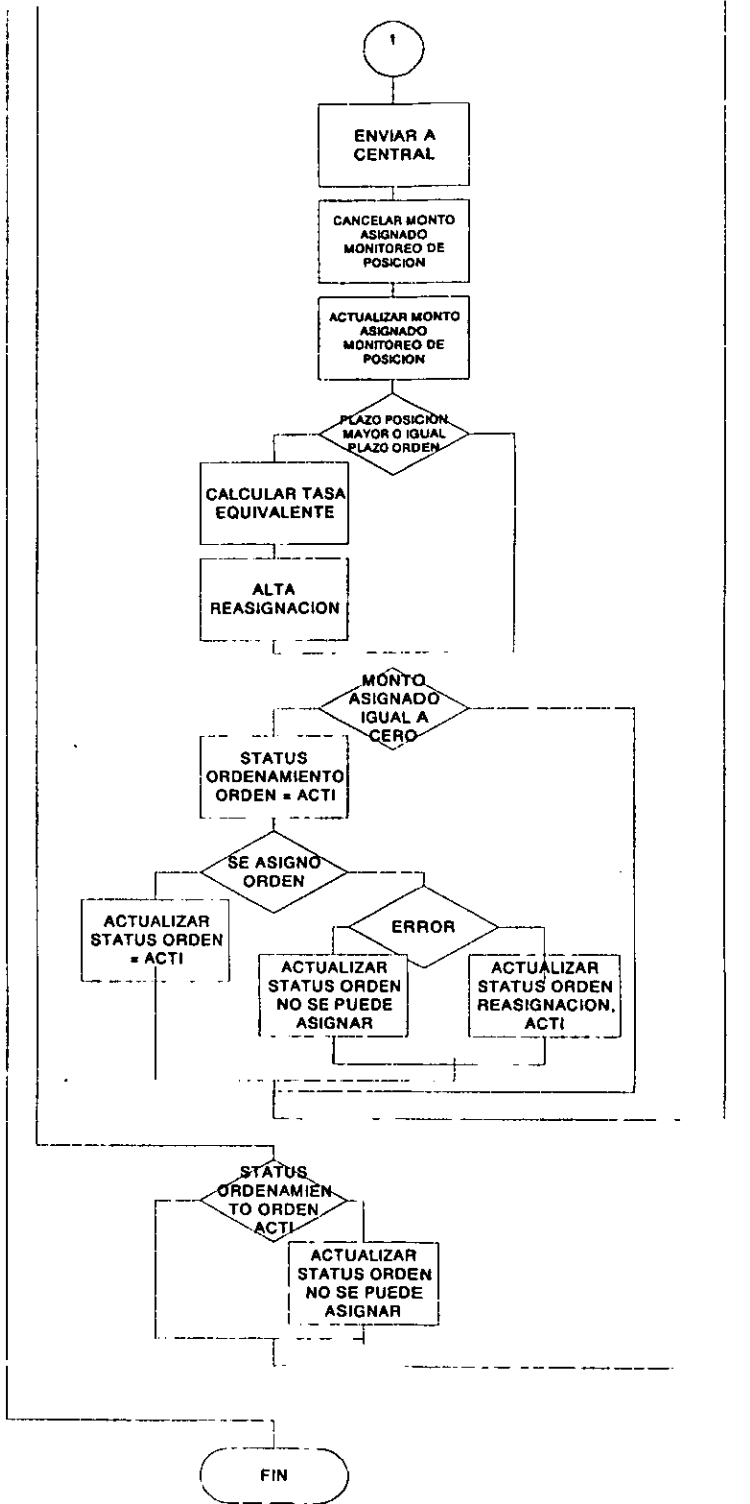 1
ENVIAR A
CENTRAL
CANCELAR MONTO
ASIGNADO
MONITOREO DE
POSICION
ACTUALIZAR MONTO
ASIGNADO
MONITOREO DE
POSICION
PLAZO POSICION
MAYOR O IGUAL
PLAZO ORDEN
CALCULAR TASA
EQUIVALENTE
ALTA
REASIGNACION
MONTO
ASIGNADO
IGUAL A
CERO
STATUS
ORDENAMIENTO
ORDEN = ACTI
SE ASIGNO
ORDEN
ACTUALIZAR
STATUS ORDEN
= ACTI
ERROR
ACTUALIZAR
STATUS ORDEN
NO SE PUEDE
ASIGNAR
ACTUALIZAR
STATUS ORDEN
REASIGNACION,
ACTI
STATUS
ORDENAMIEN
TO ORDEN
ACTI
ACTUALIZAR
STATUS ORDEN
NO SE PUEDE
ASIGNAR
FIN